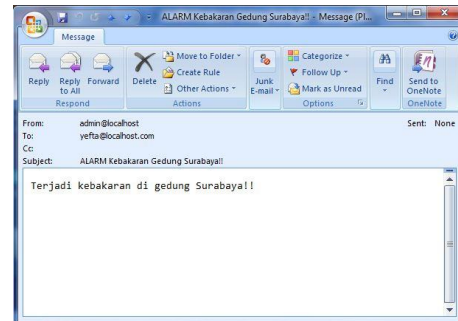 ALARM Kebakaran Gedung Surabaya!! - Message (Pl...
Message
Reply
Reply to All
Forward
Respond
Delete
Move to Folder
Create Rule
Other Actions
Actions
Junk E-mail
Categorize
Follow Up
Mark as Unread
Options
Find
Send to OneNote
OneNote
From: admin@localhost
Sent: None
To: yefta@localhost.com
Cc:
Subject: ALARM Kebakaran Gedung Surabaya!!
Terjadi kebakaran di gedung Surabaya!!